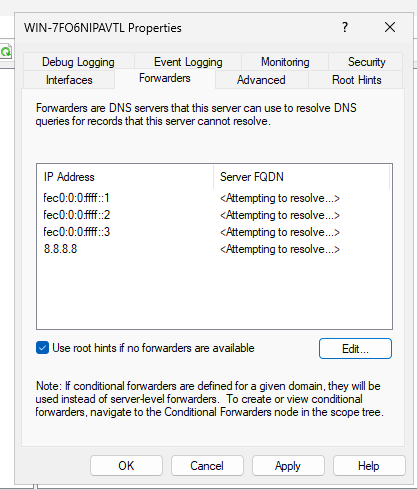 WIN-7FO6NIPAVTL Properties ? X
Debug Logging Event Logging Monitoring Security
Interfaces Forwarders Advanced Root Hints
Forwarders are DNS servers that this server can use to resolve DNS
queries for records that this server cannot resolve.
IP Address Server FQDN
fec0:0:0:ffff::1 <Attempting to resolve...>
fec0:0:0:ffff::2 <Attempting to resolve...>
fec0:0:0:ffff::3 <Attempting to resolve...>
8.8.8.8 <Attempting to resolve...>
Use root hints if no forwarders are available Edit...
Note: If conditional forwarders are defined for a given domain, they will be
used instead of server-level forwarders. To create or view conditional
forwarders, navigate to the Conditional Forwarders node in the scope tree.
OK Cancel Apply Help